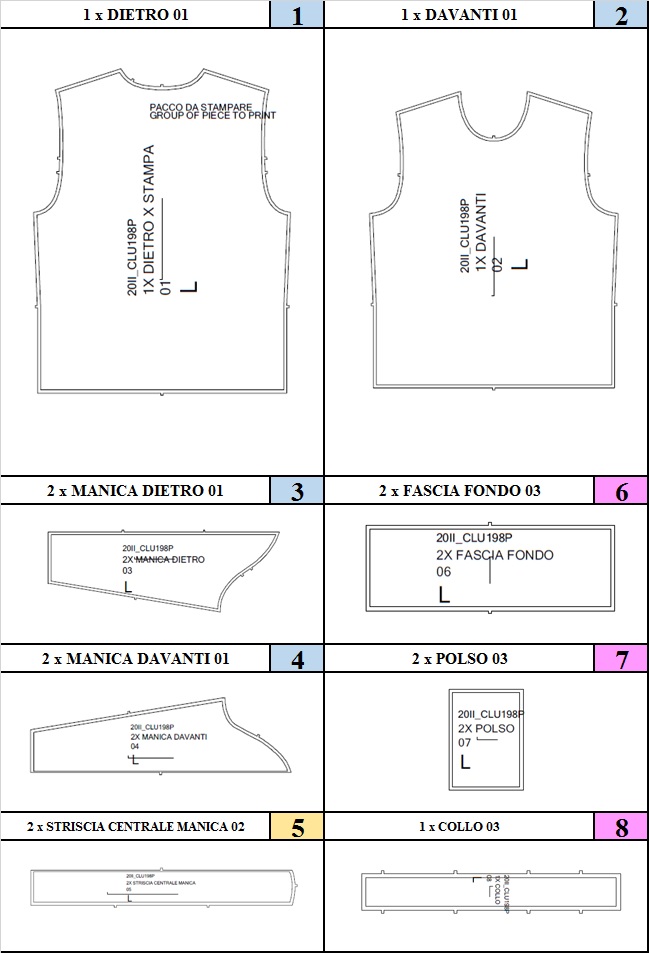 1 x DIETRO 01
1
1 x DAVANTI 01
2
PACCO DA STAMPARE
GROUP OF PIECE TO PRINT
20II_CLU198P
1X DIETRO X STAMPA
01
L
20II_CLU198P
1X DAVANTI
02
L
2 x MANICA DIETRO 01
3
2 x FASCIA FONDO 03
6
20II_CLU198P
2X MANICA DIETRO
03
L
20II_CLU198P
2X FASCIA FONDO
06
L
2 x MANICA DAVANTI 01
4
2 x POLSO 03
7
20II_CLU198P
2X MANICA DAVANTI
04
L
20II_CLU198P
2X POLSO
07
L
2 x STRISCIA CENTRALE MANICA 02
5
1 x COLLO 03
8
20II_CLU198P
2X STRISCIA CENTRALE MANICA
05
L
20II_CLU198P
1X COLLO
08
L